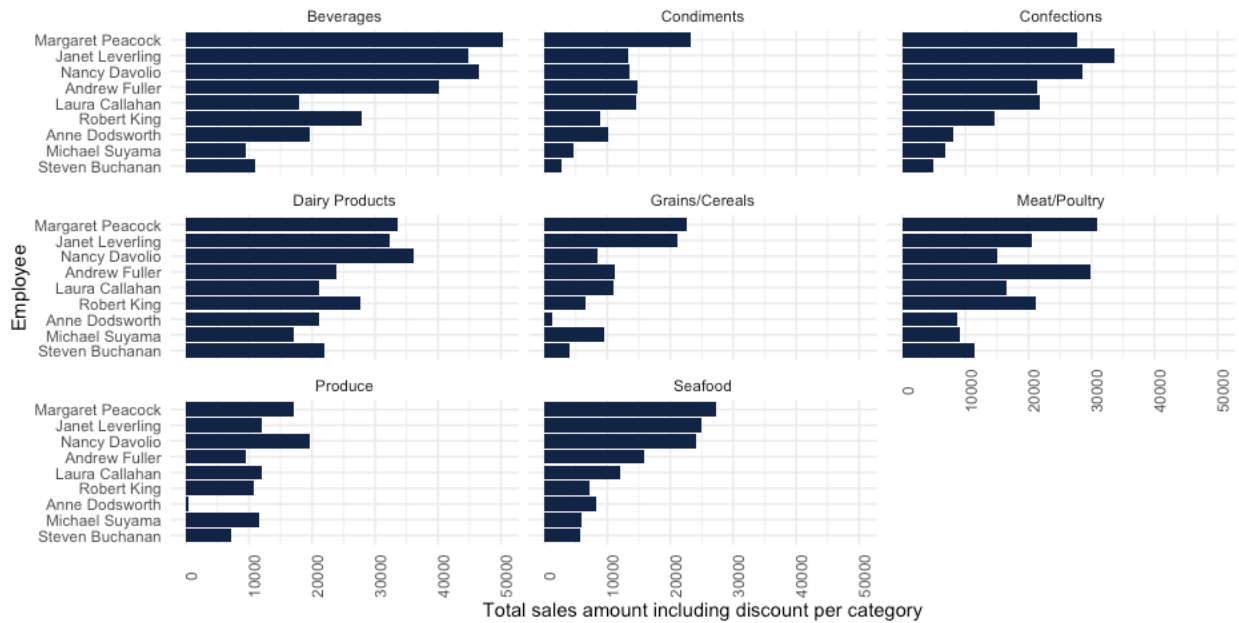 Beverages
Condiments
Confections
Margaret Peacock
Janet Leverling
Nancy Davolio
Andrew Fuller
Laura Callahan
Robert King
Anne Dodsworth
Michael Suyama
Steven Buchanan
Dairy Products
Grains/Cereals
Meat/Poultry
Margaret Peacock
Janet Leverling
Nancy Davolio
Andrew Fuller
Laura Callahan
Robert King
Anne Dodsworth
Michael Suyama
Steven Buchanan
Employee
0
10000
20000
30000
40000
50000
Produce
Seafood
Margaret Peacock
Janet Leverling
Nancy Davolio
Andrew Fuller
Laura Callahan
Robert King
Anne Dodsworth
Michael Suyama
Steven Buchanan
0
10000
20000
30000
40000
50000
0
10000
20000
30000
40000
50000
Total sales amount including discount per category